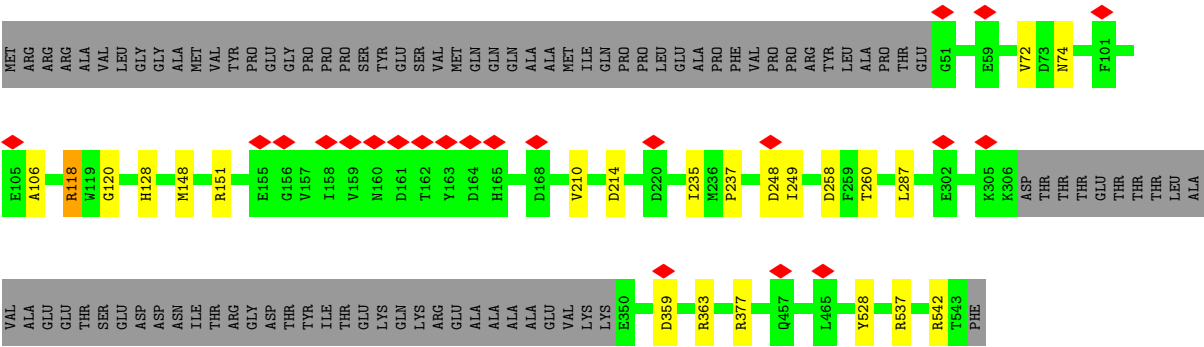 MET ARG ARG ARG ALA VAL LEU GLY GLY ALA MET VAL TYR PRO GLU GLY PRO PRO PRO SER TYR GLU SER VAL MET GLN GLN GLN ALA ALA MET ILE GLN PRO PRO LEU GLU ALA PRO PHE VAL PRO PRO ARG TYR LEU ALA PRO THR GLU G51 E59 V72 D73 N74 F101
E105 A106 R118 W119 G120 H128 M148 R151 E155 G156 V157 I158 V159 N160 D161 T162 Y163 D164 H165 D168 V210 D214 D220 I235 M236 P237 D248 I249 D258 F259 T260 L287 E302 K305 K306 ASP THR THR THR GLU THR THR THR LEU ALA
VAL ALA GLU GLU THR SER GLU ASP ASP ASN ILE THR ARG GLY ASP THR TYR ILE THR GLU LYS GLN LYS ARG GLU ALA ALA ALA ALA GLU VAL LYS LYS E350 D359 R363 R377 Q457 L465 Y528 R537 R542 T543 PHE